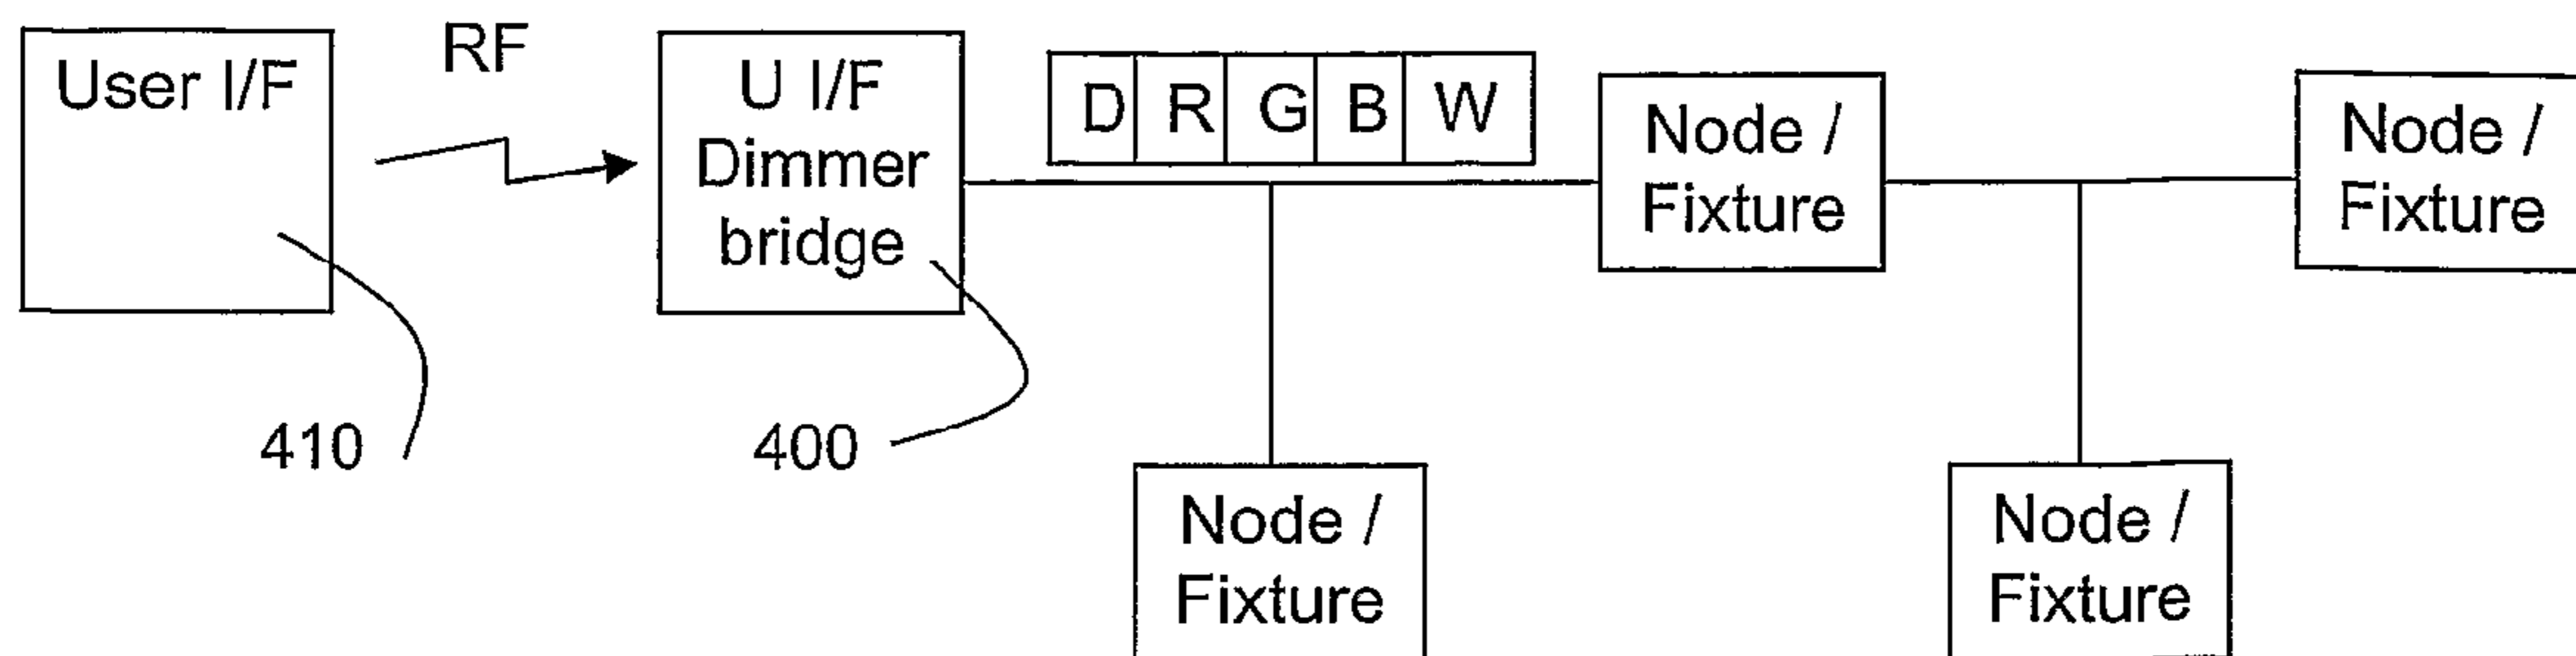 User I/F
RF
U I/F
Dimmer
bridge
D R G B W
Node /
Fixture
Node /
Fixture
410
400
Node /
Fixture
Node /
Fixture